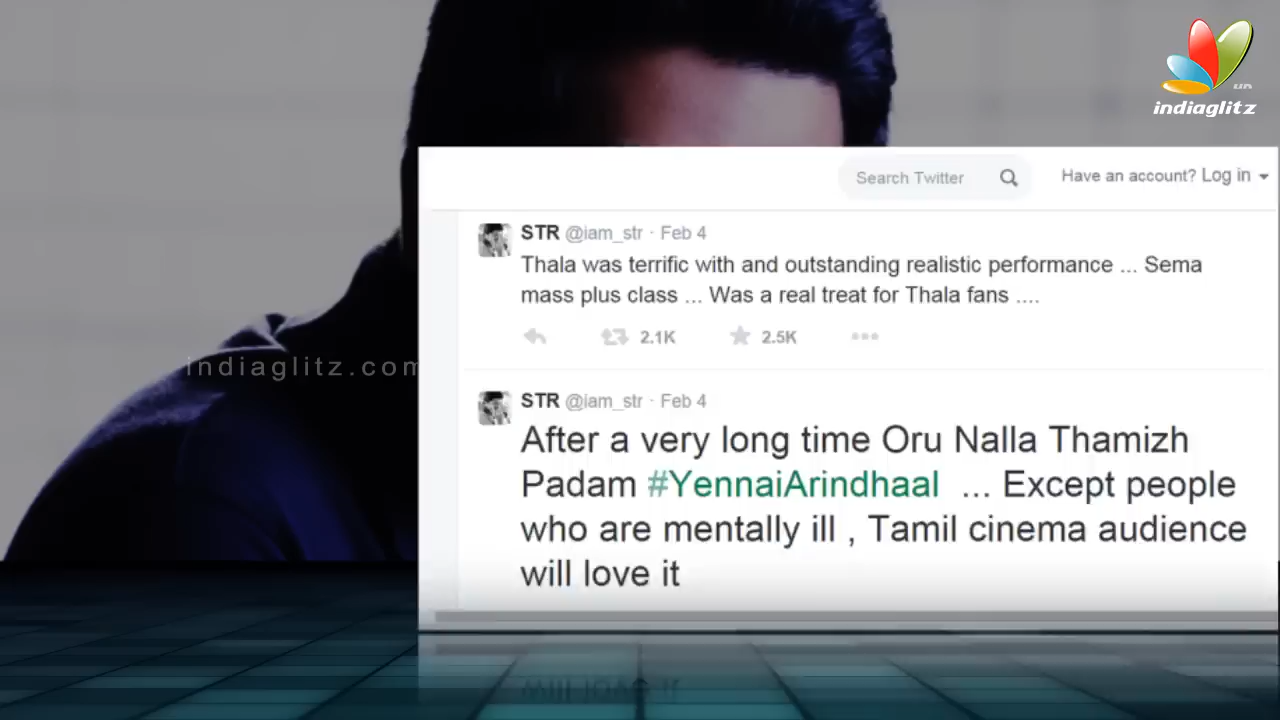 indiaglitz
Search Twitter
Have an account? Log in
STR @iam_str · Feb 4
Thala was terrific with and outstanding realistic performance ... Sema
mass plus class ... Was a real treat for Thala fans ....
2.1K 2.5K
indiaglitz.com
STR @iam_str · Feb 4
After a very long time Oru Nalla Thamizh
Padam #YennaiArindhaal ... Except people
who are mentally ill , Tamil cinema audience
will love it